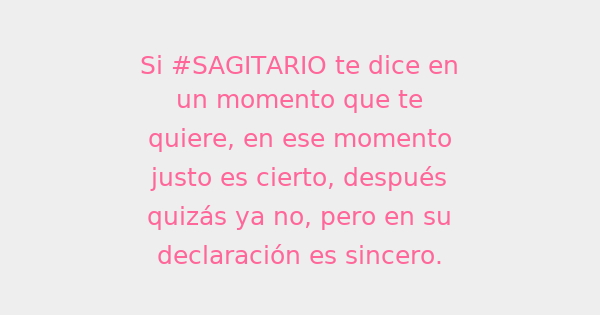 Si #SAGITARIO te dice en
un momento que te
quiere, en ese momento
justo es cierto, después
quizás ya no, pero en su
declaración es sincero.